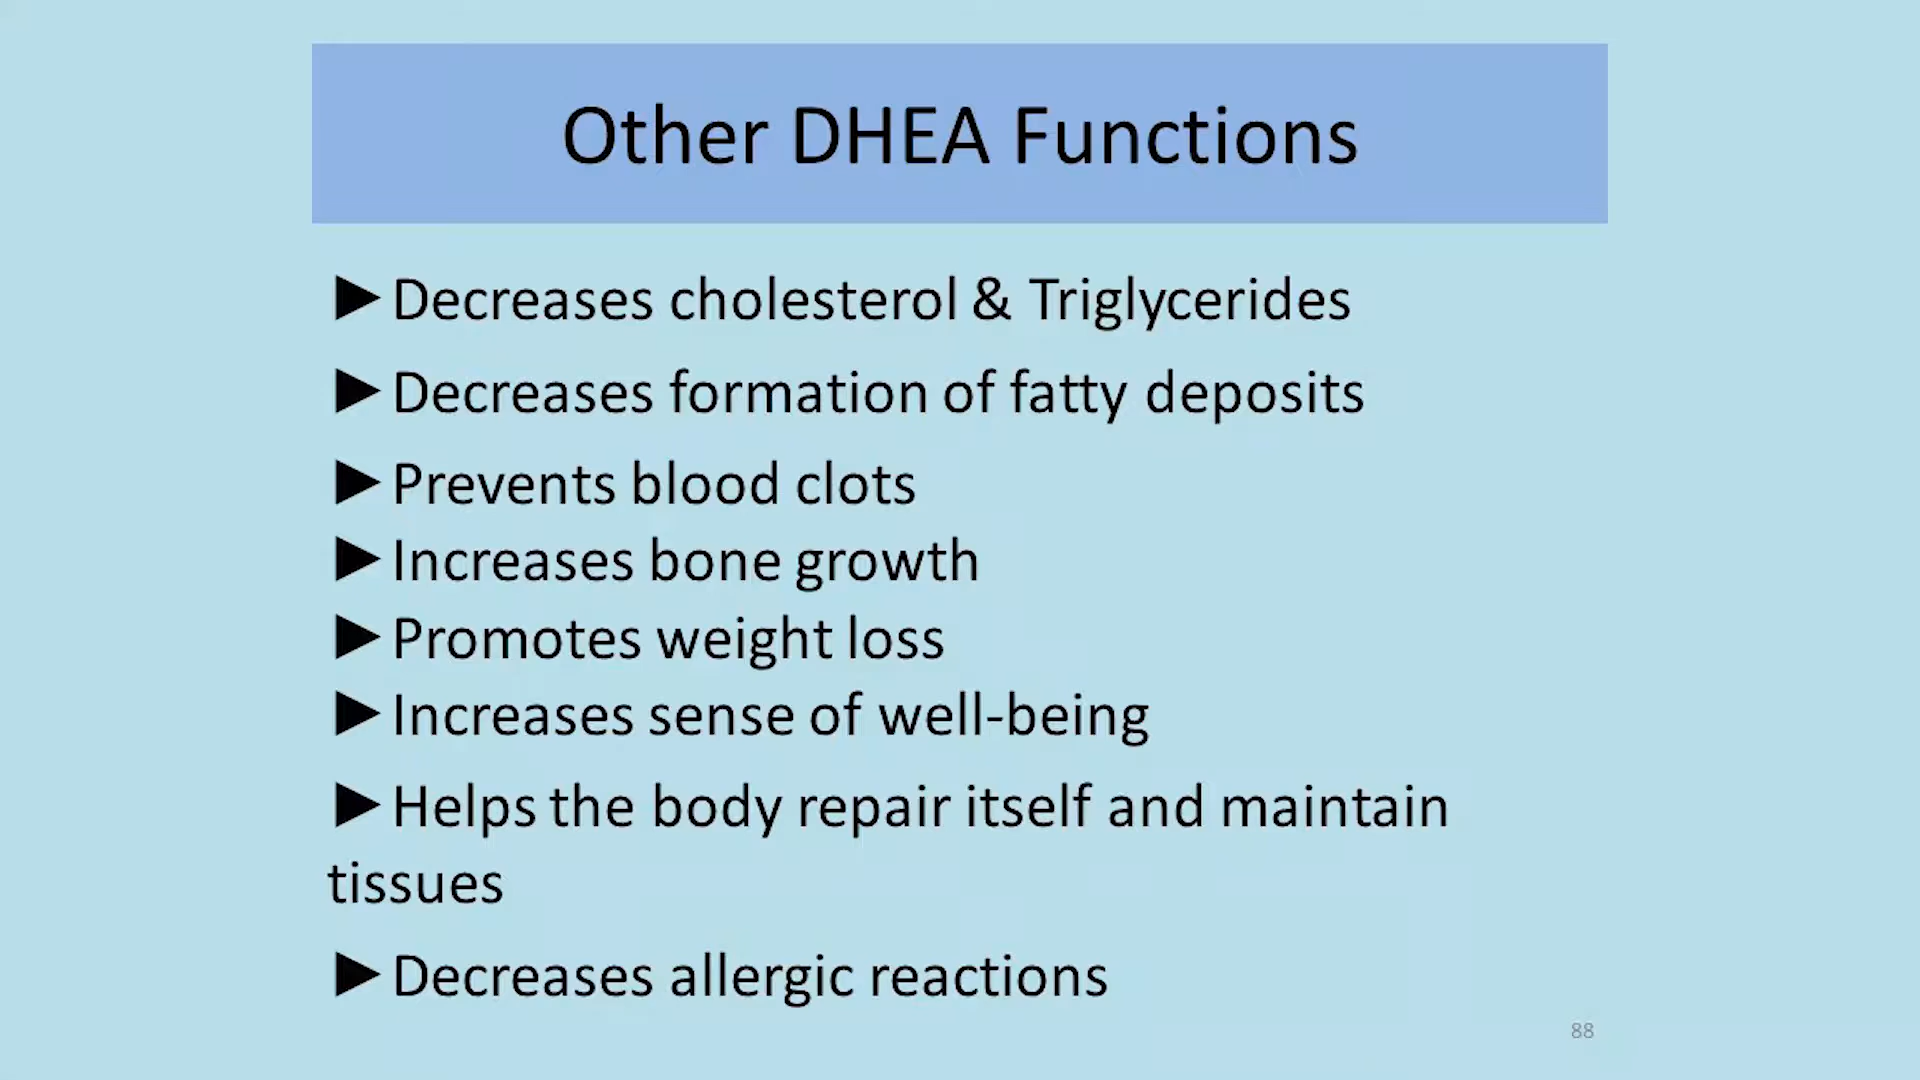 Other DHEA Functions
►Decreases cholesterol & Triglycerides
►Decreases formation of fatty deposits
►Prevents blood clots
►Increases bone growth
►Promotes weight loss
►Increases sense of well-being
►Helps the body repair itself and maintain
tissues
►Decreases allergic reactions
88